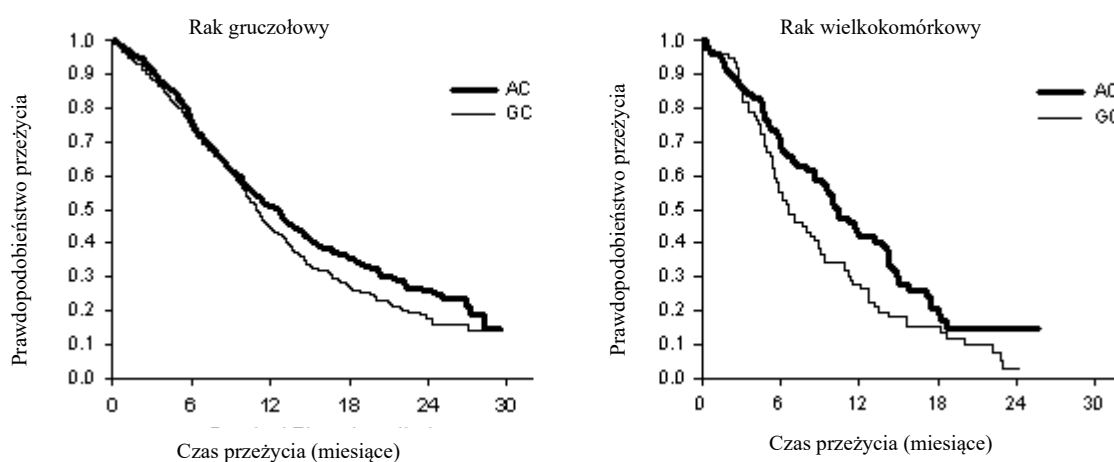 Rak gruczołowy
Prawdopodobieństwo przeżycia
1.0
0.9
0.8
0.7
0.6
0.5
0.4
0.3
0.2
0.1
0.0
AC
GC
0 6 12 18 24 30
Czas przeżycia (miesiące)
Rak wielkokomórkowy
Prawdopodobieństwo przeżycia
1.0
0.9
0.8
0.7
0.6
0.5
0.4
0.3
0.2
0.1
0.0
AC
GC
0 6 12 18 24 30
Czas przeżycia (miesiące)